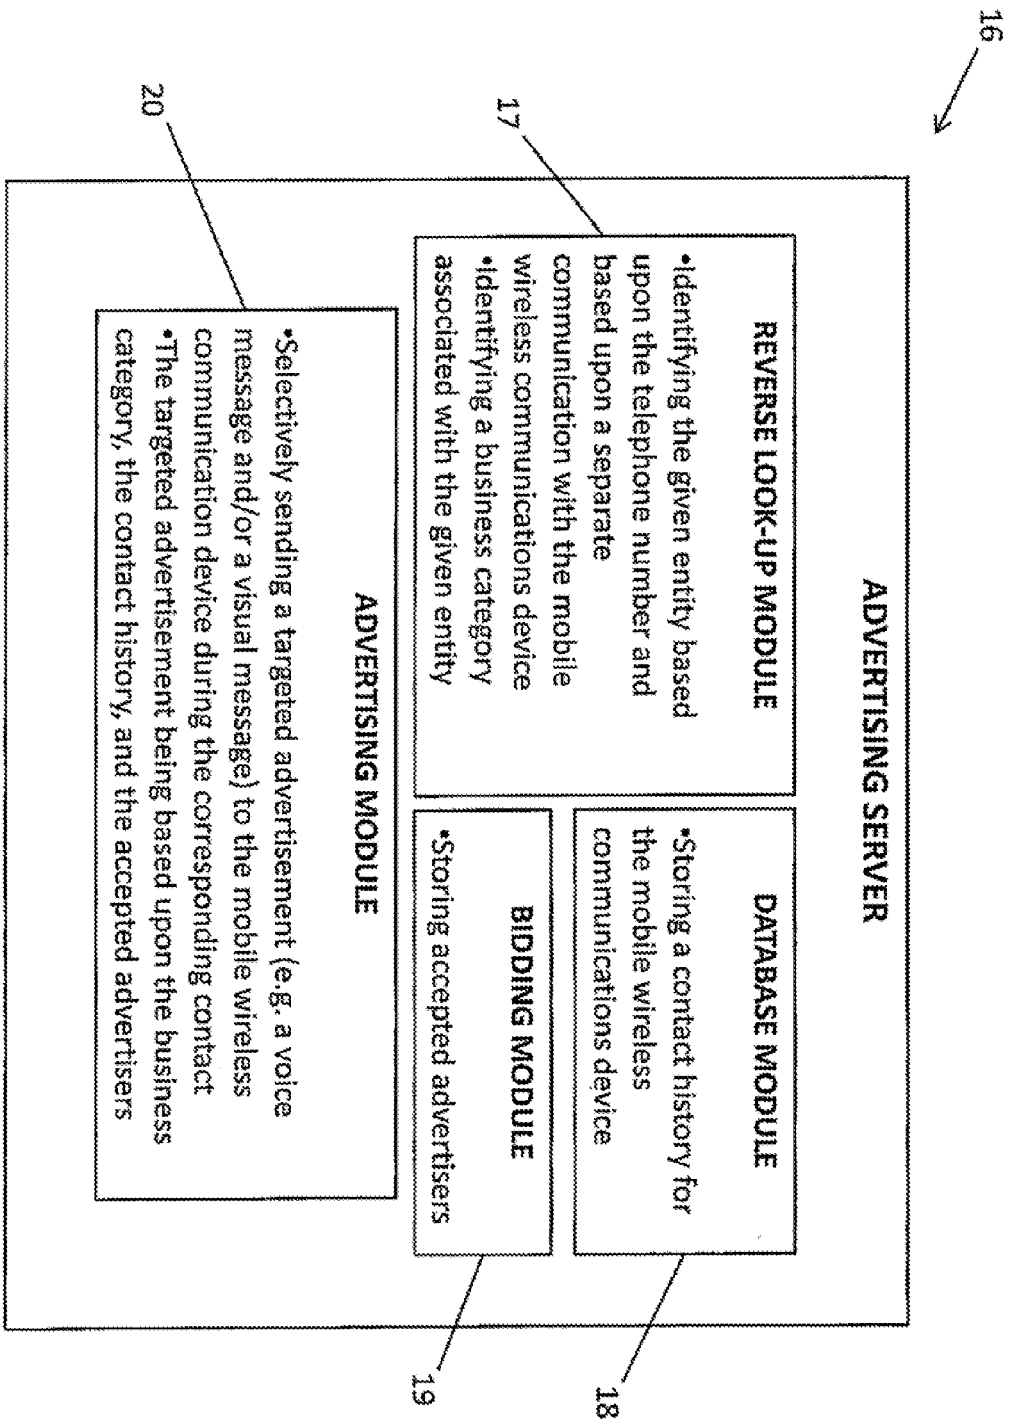 16
ADVERTISING SERVER
17
REVERSE LOOK-UP MODULE
•Identifying the given entity based
upon the telephone number and
based upon a separate
communication with the mobile
wireless communications device
•Identifying a business category
associated with the given entity
DATABASE MODULE
•Storing a contact history for
the mobile wireless
communications device
18
BIDDING MODULE
•Storing accepted advertisers
19
20
ADVERTISING MODULE
•Selectively sending a targeted advertisement (e.g. a voice
message and/or a visual message) to the mobile wireless
communication device during the corresponding contact
•The targeted advertisement being based upon the business
category, the contact history, and the accepted advertisers